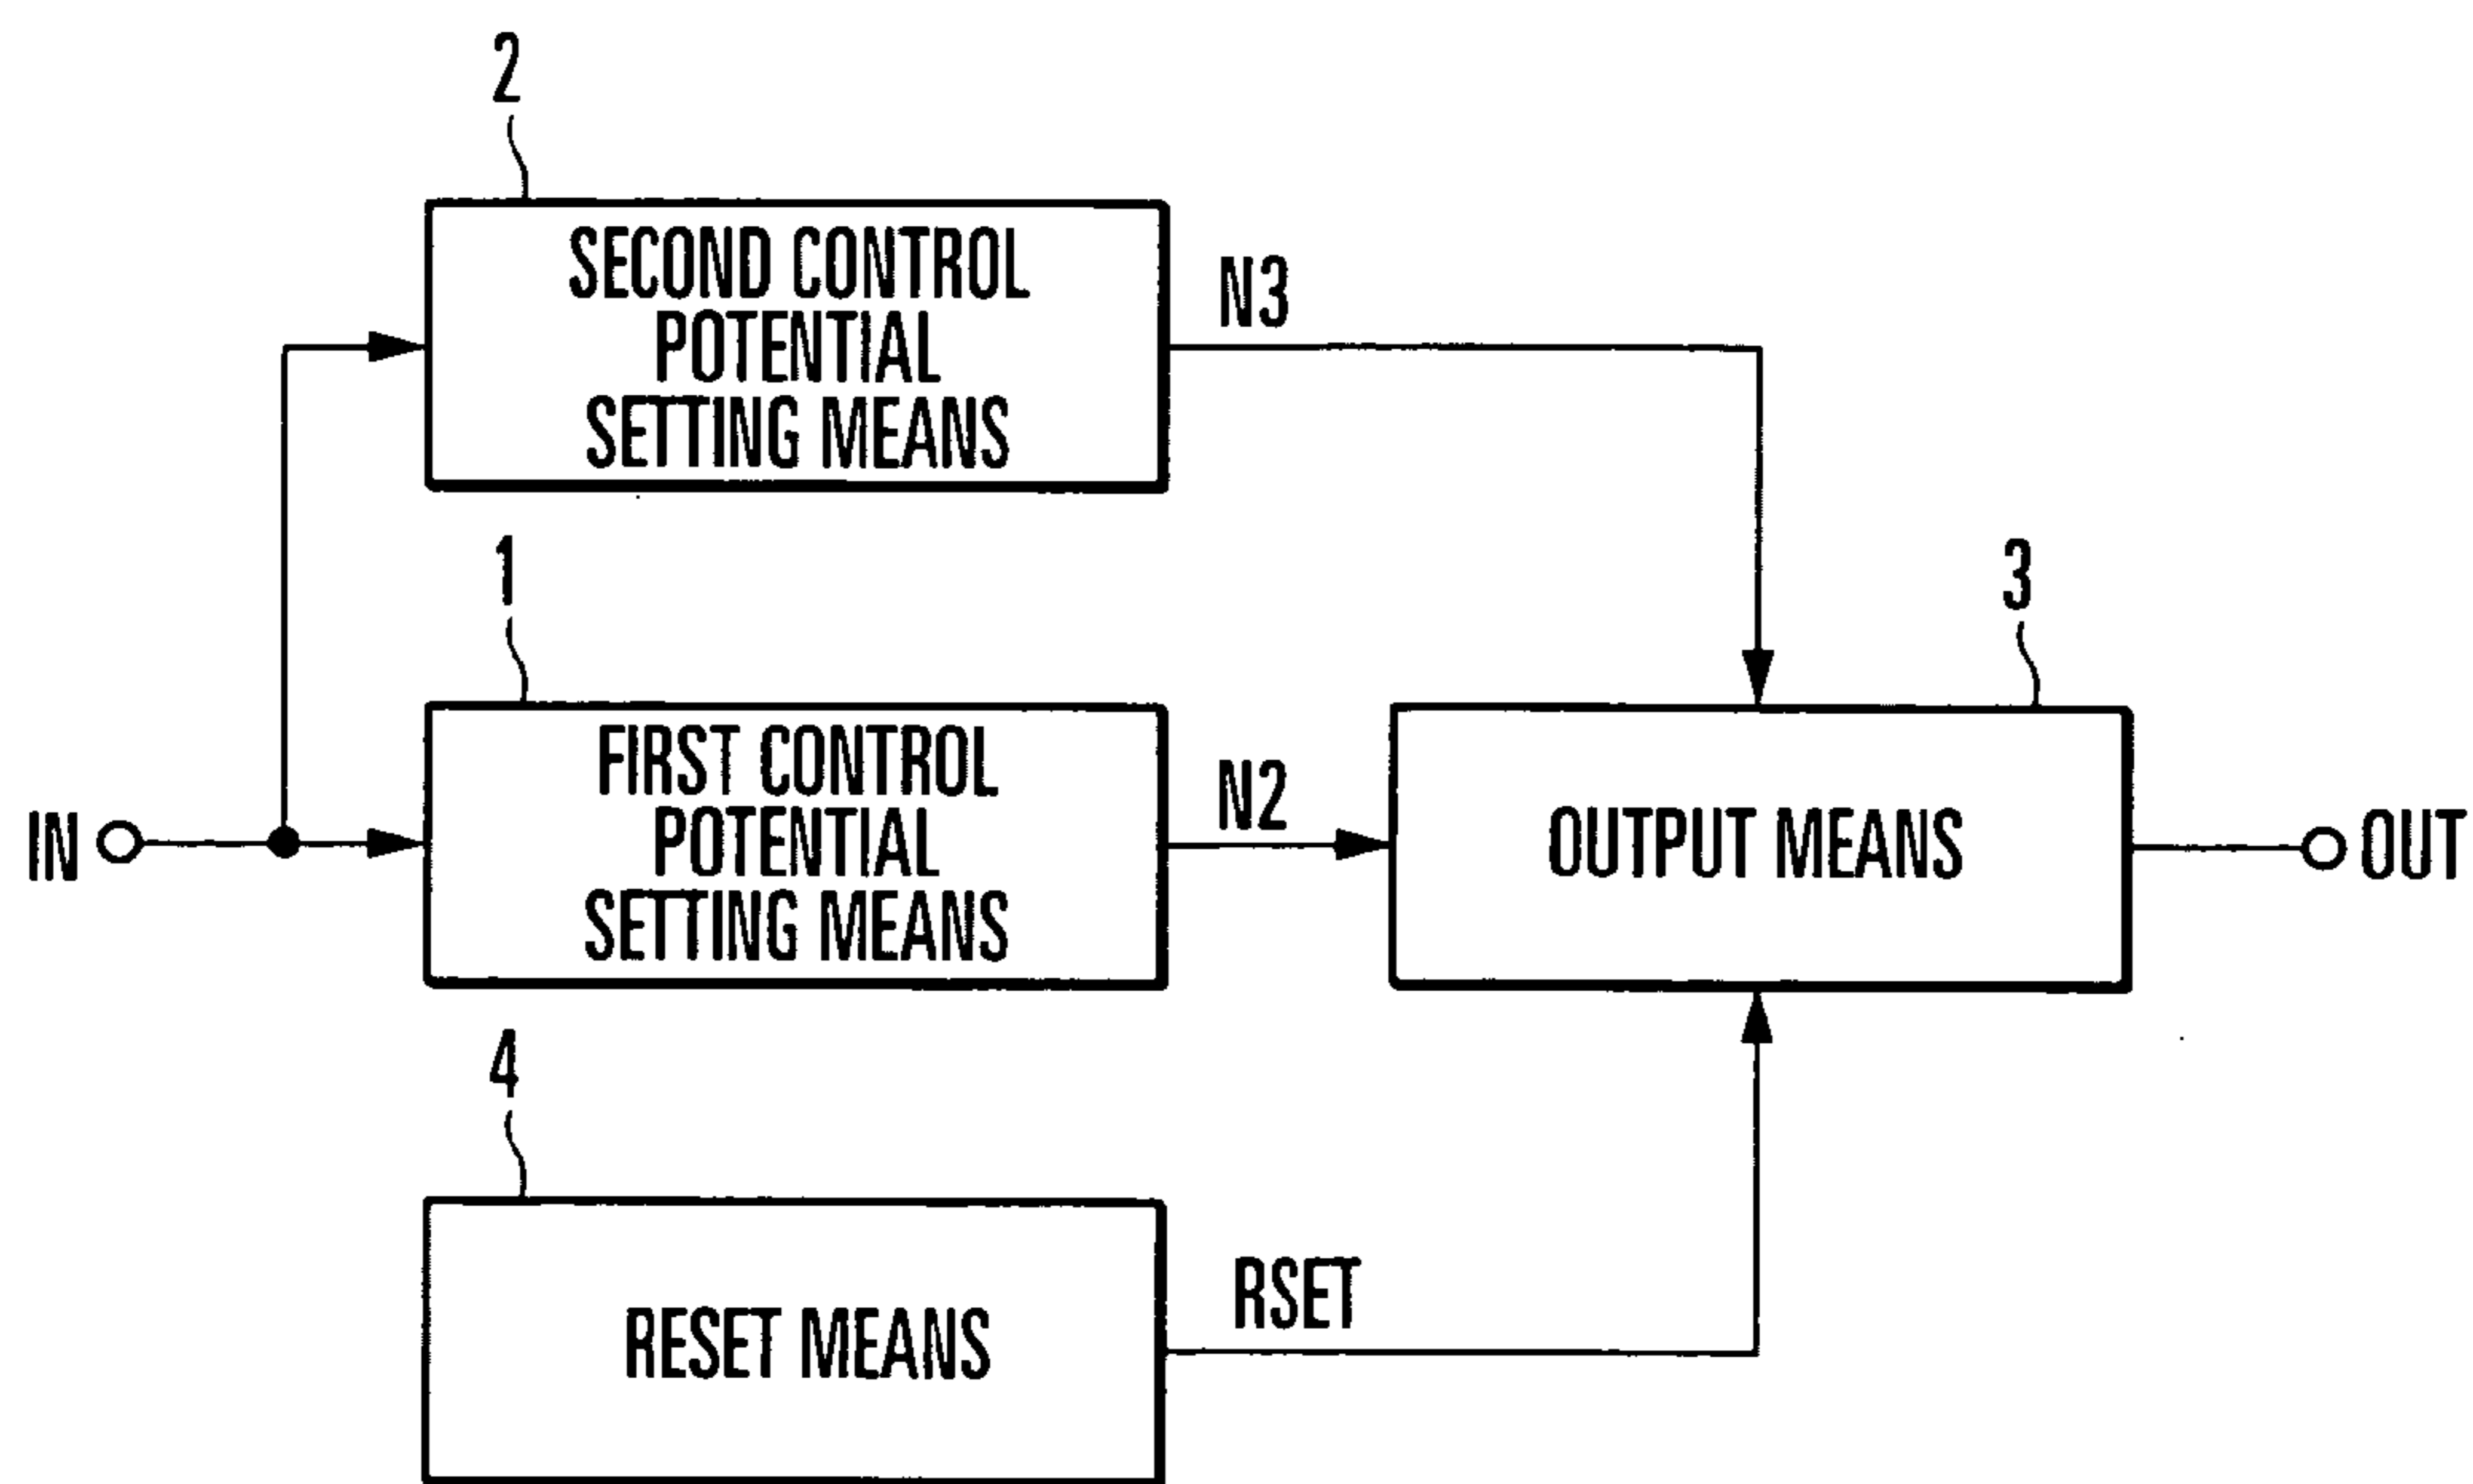 2
SECOND CONTROL
POTENTIAL
SETTING MEANS
N3
1
3
FIRST CONTROL
POTENTIAL
SETTING MEANS
N2
IN
OUTPUT MEANS
OUT
4
RESET MEANS
RSET